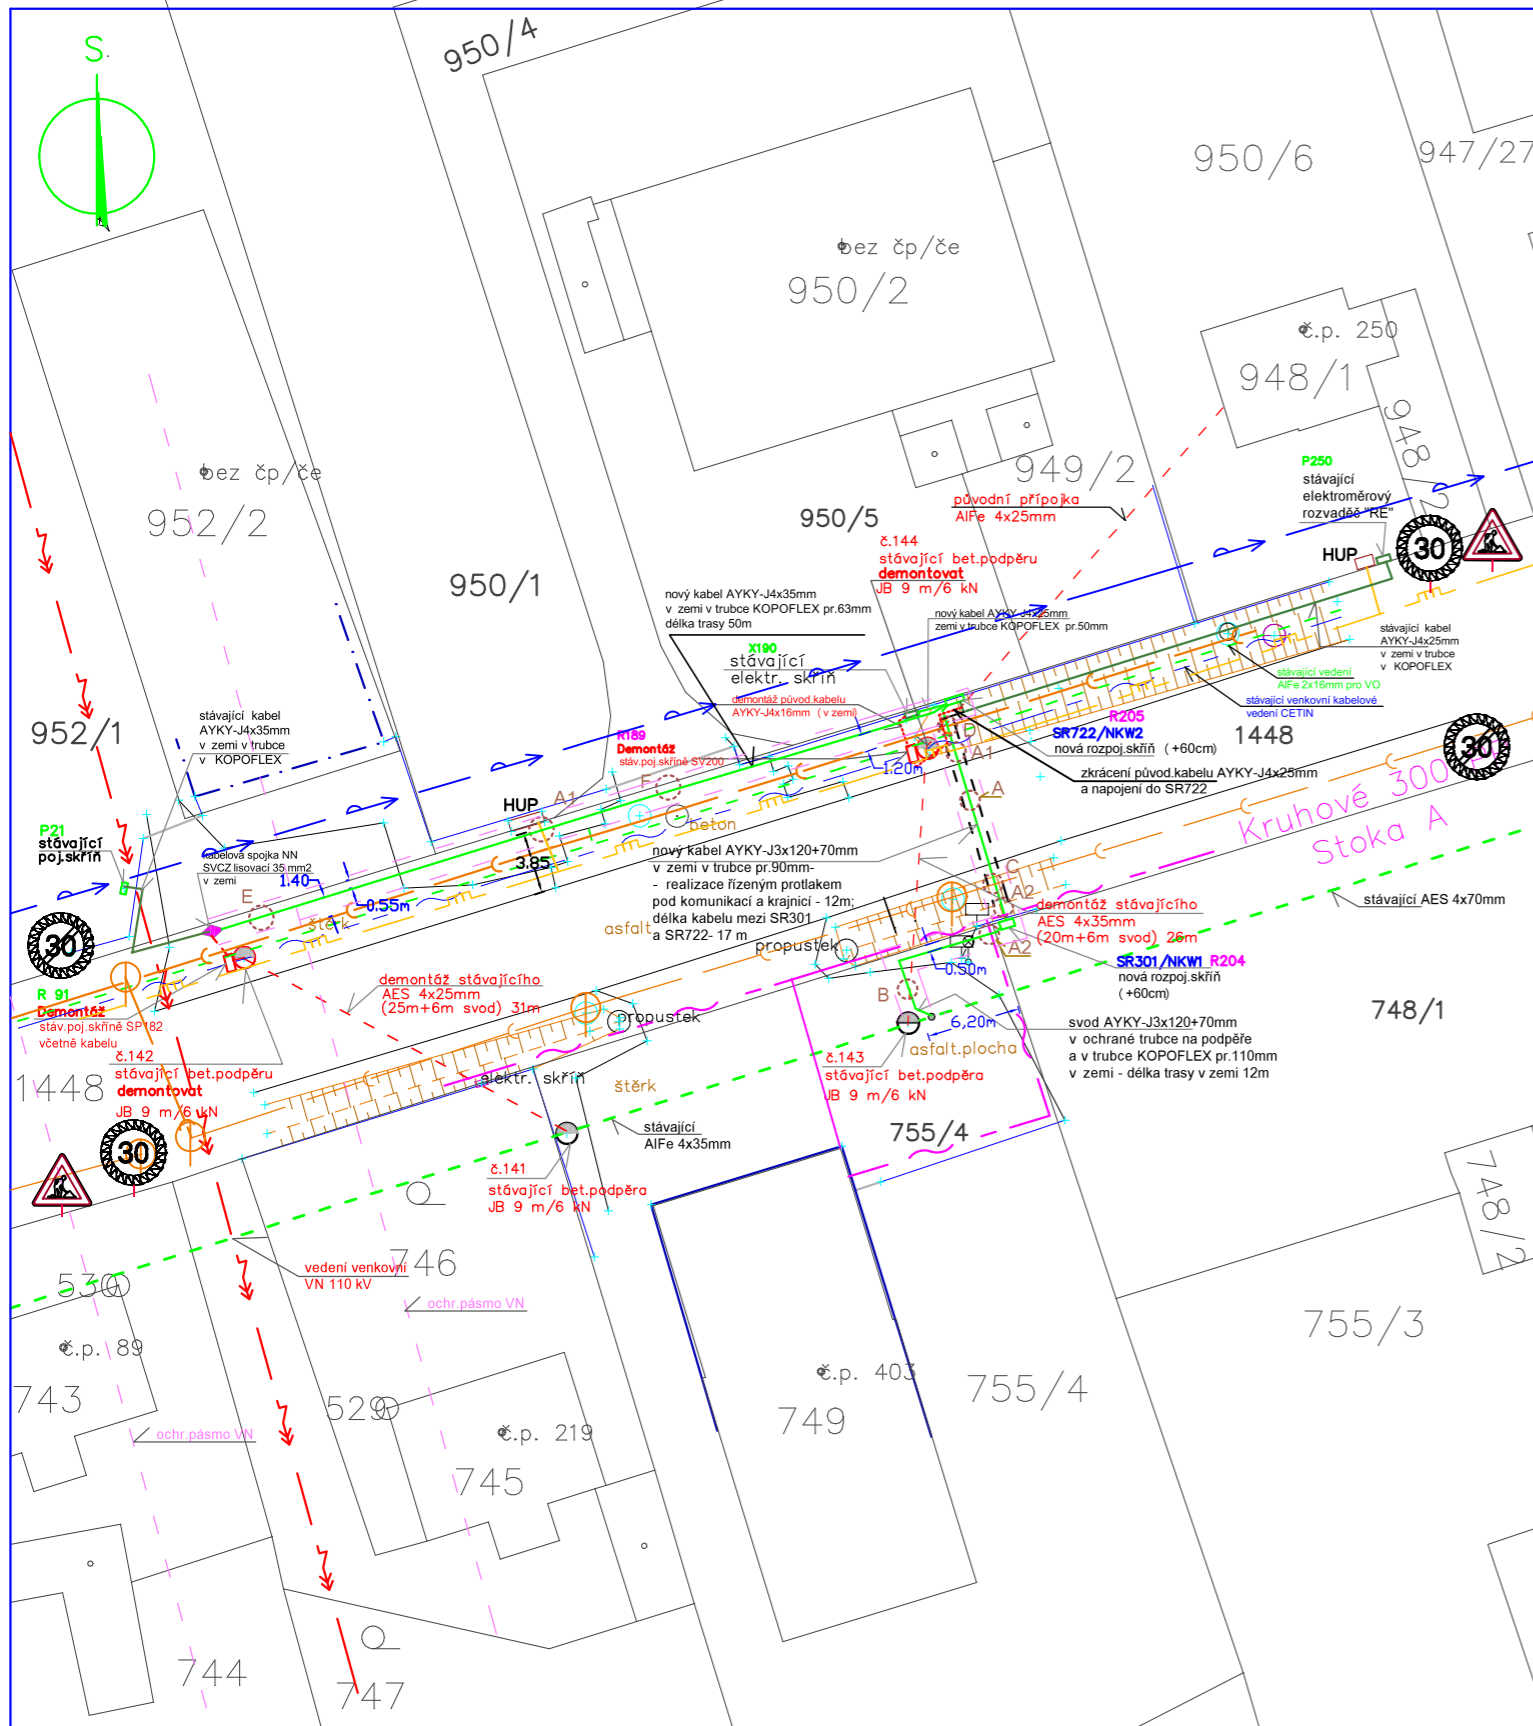 S.
950/4
950/6
947/27
bez čp/če
950/2
č.p. 250
948/1
948/2
bez čp/če
952/2
949/2
950/5
původní přípojka
AlFe 4x25mm
P250
stávající
elektroměrový
rozvaděč "RE"
30
HUP
č.144
stávající bet.podpěru
demontovat
JB 9 m/6 kN
950/1
nový kabel AYKY-J4x35mm
v zemi v trubce KOPOFLEX pr.63mm
délka trasy 50m
nový kabel AYKY-J4x25mm
zemi v trubce KOPOFLEX pr.50mm
X190
stávající
elektr. skříň
demontáž původ.kabelu
AYKY-J4x16mm (v zemi)
stávající kabel
AYKY-J4x25mm
v zemi v trubce
v KOPOFLEX
stávající vedení
AlFe 2x16mm pro VO
stávající venkovní kabelové
vedení CETIN
952/1
stávající kabel
AYKY-J4x35mm
v zemi v trubce
v KOPOFLEX
R189
Demontáž
stáv.poj.skříně SV200
R205
SR722/NKW2
nová rozpoj.skříň (+60cm)
1448
30
D
A1
1.20m
zkrácení původ.kabelu AYKY-J4x25mm
a napojení do SR722
F
A
HUP
A1
Kruhové 300
Stoka A
beton
P21
stávající
poj.skříň
kabelová spojka NN
SVCZ lisovací 35 mm2
v zemi
1.40
0.55m
3.85
nový kabel AYKY-J3x120+70mm
v zemi v trubce pr.90mm-
- realizace řízeným protlakem
pod komunikací a krajnicí - 12m;
délka kabelu mezi SR301
a SR722- 17 m
C
A2
E
štěrk
asfalt
propustek
demontáž stávajícího
AES 4x35mm
(20m+6m svod) 26m
stávající AES 4x70mm
30
A2
0.50m
SR301/NKW1 R204
nová rozpoj.skříň
(+60cm)
R 91
Demontáž
stáv.poj.skříně SP182
včetně kabelu
demontáž stávajícího
AES 4x25mm
(25m+6m svod) 31m
B
propustek
6,20m
748/1
č.142
stávající bet.podpěru
demontovat
JB 9 m/6 kN
svod AYKY-J3x120+70mm
v ochrané trubce na podpěře
a v trubce KOPOFLEX pr.110mm
v zemi - délka trasy v zemi 12m
asfalt.plocha
č.143
stávající bet.podpěra
JB 9 m/6 kN
1448
elektr. skříň
štěrk
stávající
AlFe 4x35mm
755/4
30
č.141
stávající bet.podpěra
JB 9 m/6 kN
748/2
vedení venkovní
VN 110 kV
746
530
ochr.pásmo VN
755/3
č.p. 89
743
č.p. 403
755/4
529
749
ochr.pásmo VN
č.p. 219
745
744
747